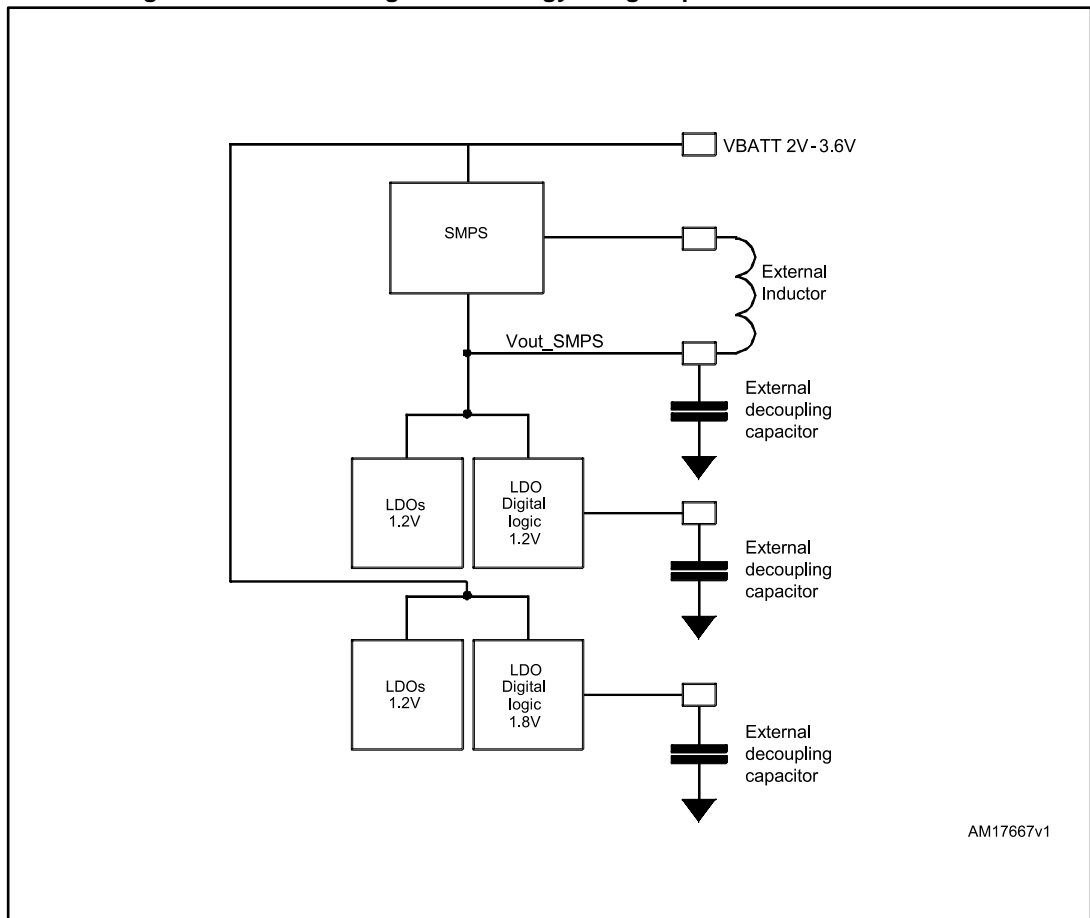 VBATT 2V-3.6V
SMPS
External
Inductor
Vout_SMPS
External
decoupling
capacitor
LDOs
1.2V
LDO
Digital
logic
1.2V
External
decoupling
capacitor
LDOs
1.2V
LDO
Digital
logic
1.8V
External
decoupling
capacitor
AM17667v1